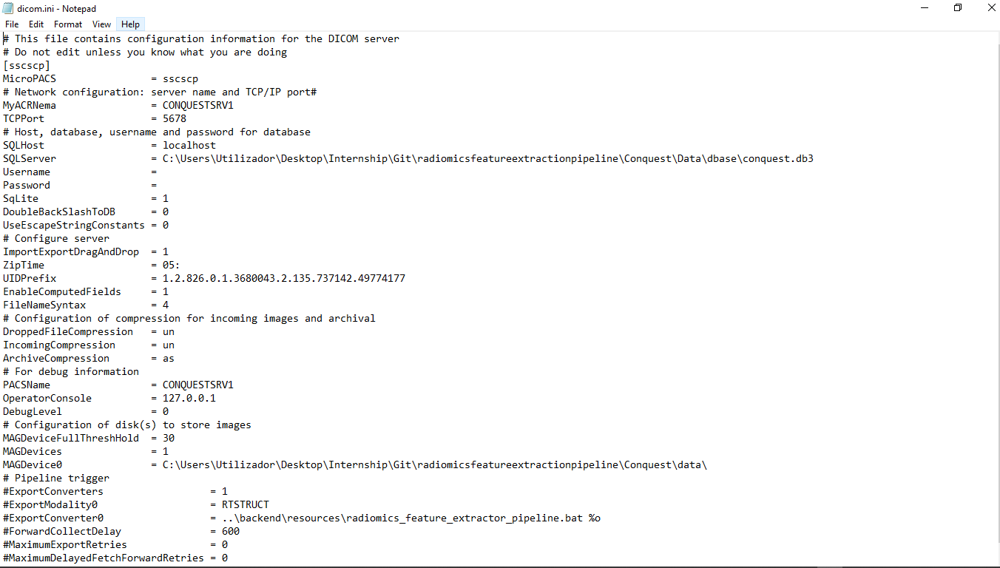 dicom.ini - Notepad
File Edit Format View Help
# This file contains configuration information for the DICOM server
# Do not edit unless you know what you are doing
[sscscp]
MicroPACS                = sscscp
# Network configuration: server name and TCP/IP port#
MyACRNema                = CONQUESTSRV1
TCPPort                  = 5678
# Host, database, username and password for database
SQLHost                  = localhost
SQLServer                = C:\Users\Utilizador\Desktop\Internship\Git\radiomicsfeatureextractionpipeline\Conquest\Data\dbase\conquest.db3
Username                 =
Password                 =
SqLite                   = 1
DoubleBackSlashToDB      = 0
UseEscapeStringConstants = 0
# Configure server
ImportExportDragAndDrop  = 1
ZipTime                  = 05:
UIDPrefix                = 1.2.826.0.1.3680043.2.135.737142.49774177
EnableComputedFields     = 1
FileNameSyntax           = 4
# Configuration of compression for incoming images and archival
DroppedFileCompression   = un
IncomingCompression      = un
ArchiveCompression       = as
# For debug information
PACSName                 = CONQUESTSRV1
OperatorConsole          = 127.0.0.1
DebugLevel               = 0
# Configuration of disk(s) to store images
MAGDeviceFullThreshHold  = 30
MAGDevices               = 1
MAGDevice0               = C:\Users\Utilizador\Desktop\Internship\Git\radiomicsfeatureextractionpipeline\Conquest\data\
# Pipeline trigger
#ExportConverters                  = 1
#ExportModality0                   = RTSTRUCT
#ExportConverter0                  = ..\backend\resources\radiomics_feature_extractor_pipeline.bat %o
#ForwardCollectDelay               = 600
#MaximumExportRetries              = 0
#MaximumDelayedFetchForwardRetries = 0